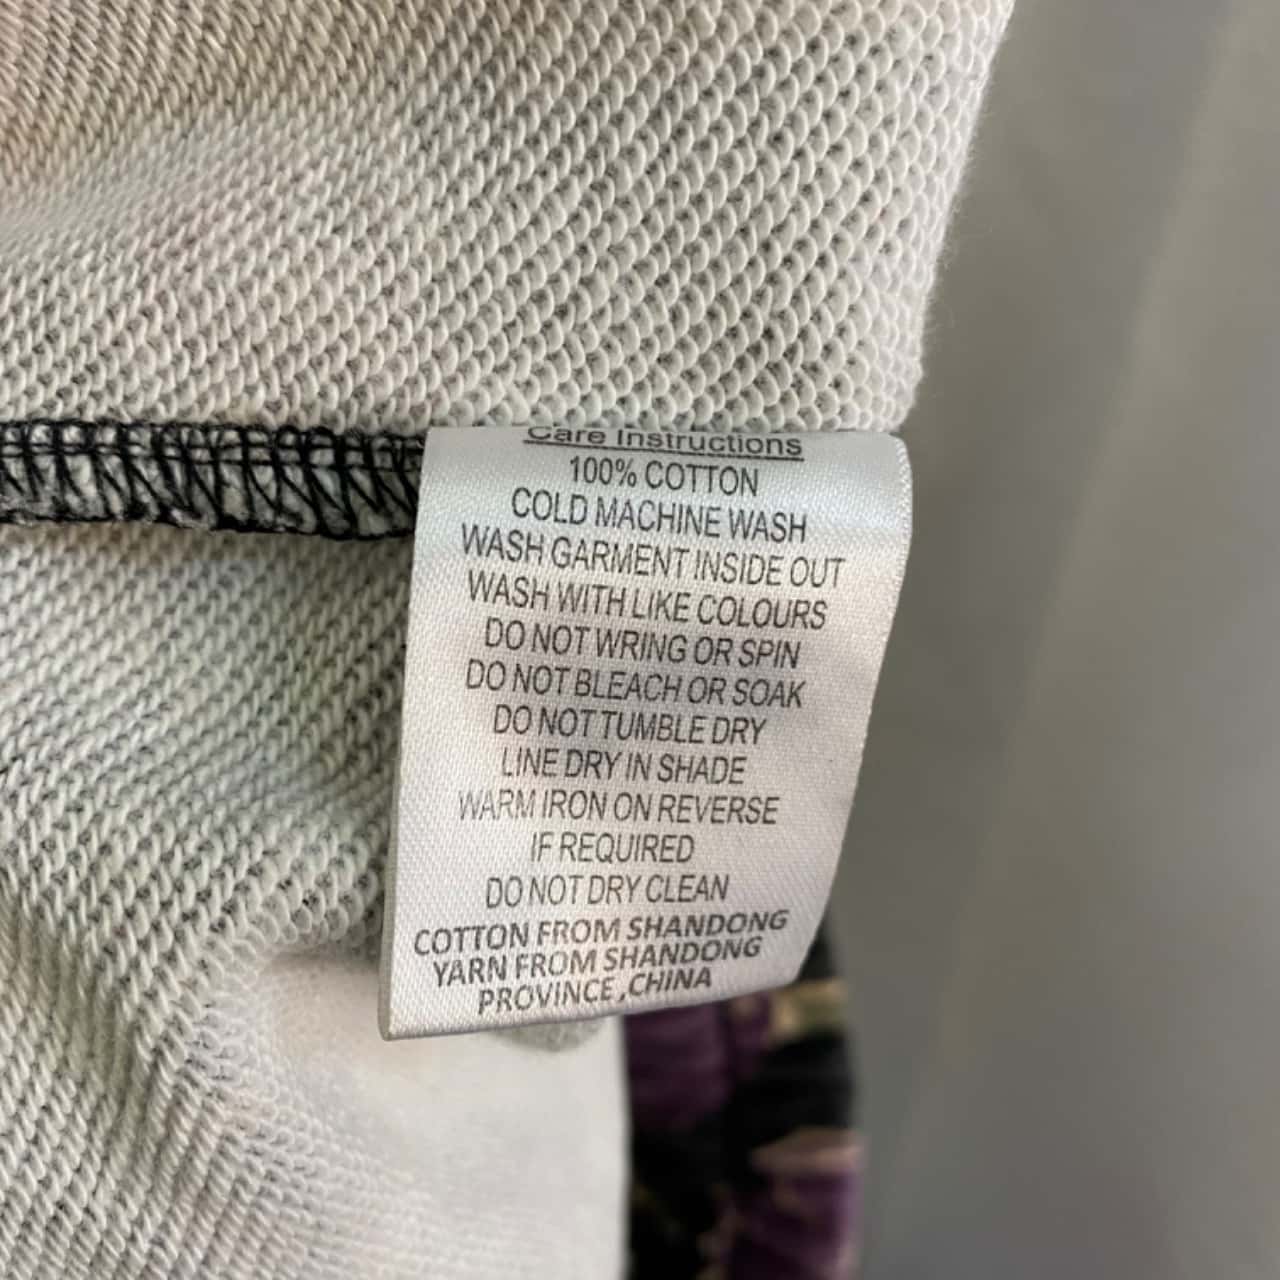 Care Instructions
100% COTTON
COLD MACHINE WASH
WASH GARMENT INSIDE OUT
WASH WITH LIKE COLOURS
DO NOT WRING OR SPIN
DO NOT BLEACH OR SOAK
DO NOT TUMBLE DRY
LINE DRY IN SHADE
WARM IRON ON REVERSE
IF REQUIRED
DO NOT DRY CLEAN
COTTON FROM SHANDONG
YARN FROM SHANDONG
PROVINCE ,CHINA